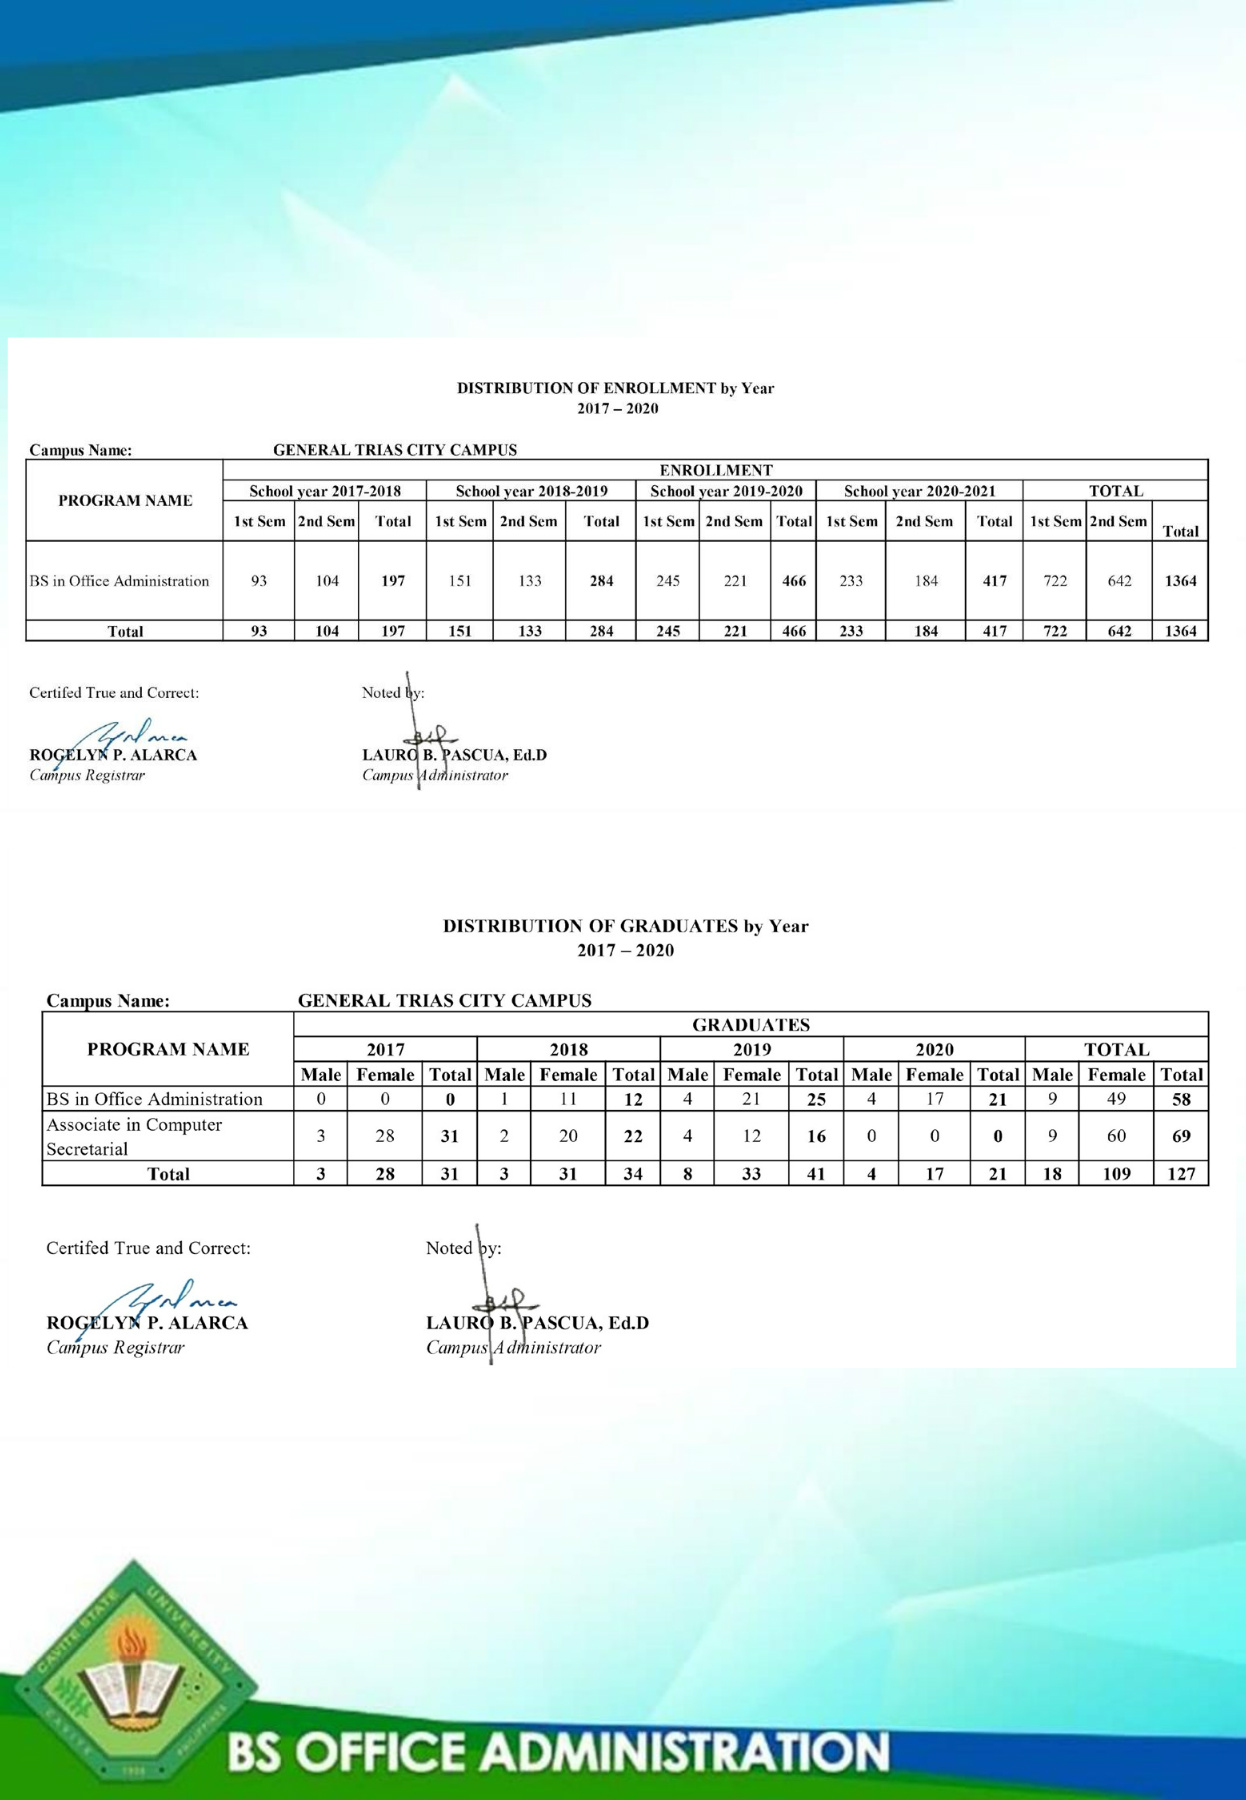 DISTRIBUTION OF ENROLLMENT by Year
2017 – 2020
Campus Name: GENERAL TRIAS CITY CAMPUS
PROGRAM NAME ENROLLMENT
School year 2017-2018 School year 2018-2019 School year 2019-2020 School year 2020-2021 TOTAL
1st Sem 2nd Sem Total 1st Sem 2nd Sem Total 1st Sem 2nd Sem Total 1st Sem 2nd Sem Total 1st Sem 2nd Sem Total
BS in Office Administration 93 104 197 151 133 284 245 221 466 233 184 417 722 642 1364
Total 93 104 197 151 133 284 245 221 466 233 184 417 722 642 1364
Certifed True and Correct: Noted by:
ROGELYN P. ALARCA LAURO B. PASCUA, Ed.D
Campus Registrar Campus Administrator
DISTRIBUTION OF GRADUATES by Year
2017 – 2020
Campus Name: GENERAL TRIAS CITY CAMPUS
PROGRAM NAME GRADUATES
2017 2018 2019 2020 TOTAL
Male Female Total Male Female Total Male Female Total Male Female Total Male Female Total
BS in Office Administration 0 0 0 1 11 12 4 21 25 4 17 21 9 49 58
Associate in Computer
Secretarial 3 28 31 2 20 22 4 12 16 0 0 0 9 60 69
Total 3 28 31 3 31 34 8 33 41 4 17 21 18 109 127
Certifed True and Correct: Noted by:
ROGELYN P. ALARCA LAURO B. PASCUA, Ed.D
Campus Registrar Campus Administrator
CAVITE STATE UNIVERSITY
CAVITE PHILIPPINES
1906
BS OFFICE ADMINISTRATION